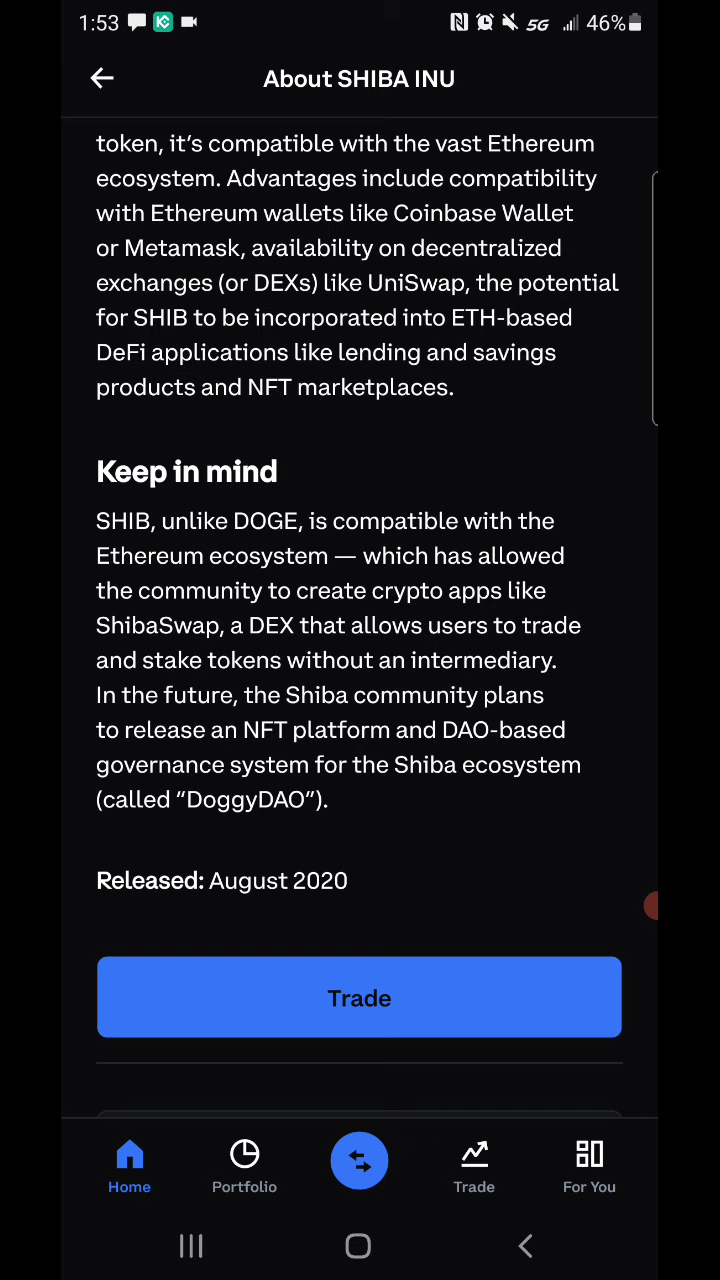 1:53
5G
46%
About SHIBA INU
token, it’s compatible with the vast Ethereum
ecosystem. Advantages include compatibility
with Ethereum wallets like Coinbase Wallet
or Metamask, availability on decentralized
exchanges (or DEXs) like UniSwap, the potential
for SHIB to be incorporated into ETH-based
DeFi applications like lending and savings
products and NFT marketplaces.
Keep in mind
SHIB, unlike DOGE, is compatible with the
Ethereum ecosystem — which has allowed
the community to create crypto apps like
ShibaSwap, a DEX that allows users to trade
and stake tokens without an intermediary.
In the future, the Shiba community plans
to release an NFT platform and DAO-based
governance system for the Shiba ecosystem
(called “DoggyDAO”).
Released: August 2020
Trade
Home
Portfolio
Trade
For You